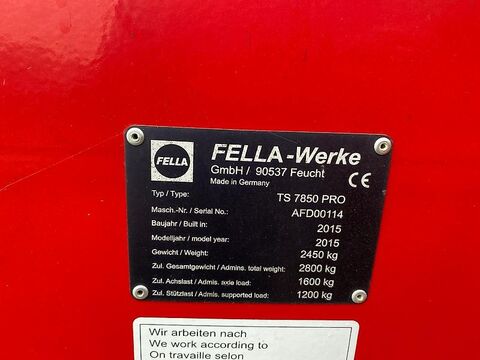 FELLA
FELLA-Werke
GmbH / 90537 Feucht
Made in Germany
CE
Typ / Type: TS 7850 PRO
Masch.-Nr. / Serial No.: AFD00114
Baujahr / Built in: 2015
Modelljahr / model year: 2015
Gewicht / Weight: 2450 kg
Zul. Gesamtgewicht / Admins. total weight: 2800 kg
Zul. Achslast / Admins. axle load: 1600 kg
Zul. Stützlast / Admis. supported load: 1200 kg
Wir arbeiten nach
We work according to
On travaille selon